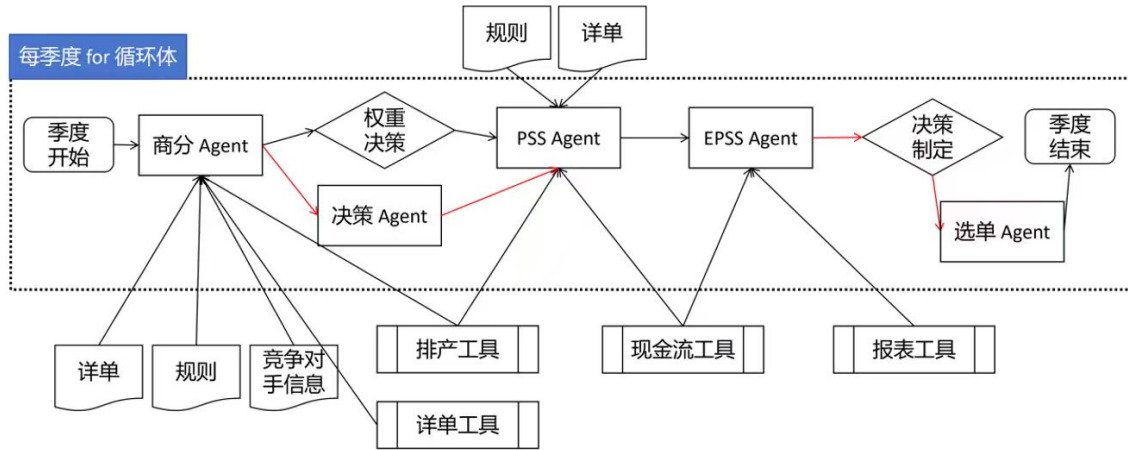 规则
详单
每季度 for 循环体
季度
开始
商分 Agent
权重
决策
PSS Agent
EPSS Agent
决策
制定
季度
结束
决策 Agent
选单 Agent
详单
规则
竞争对
手信息
排产工具
现金流工具
报表工具
详单工具